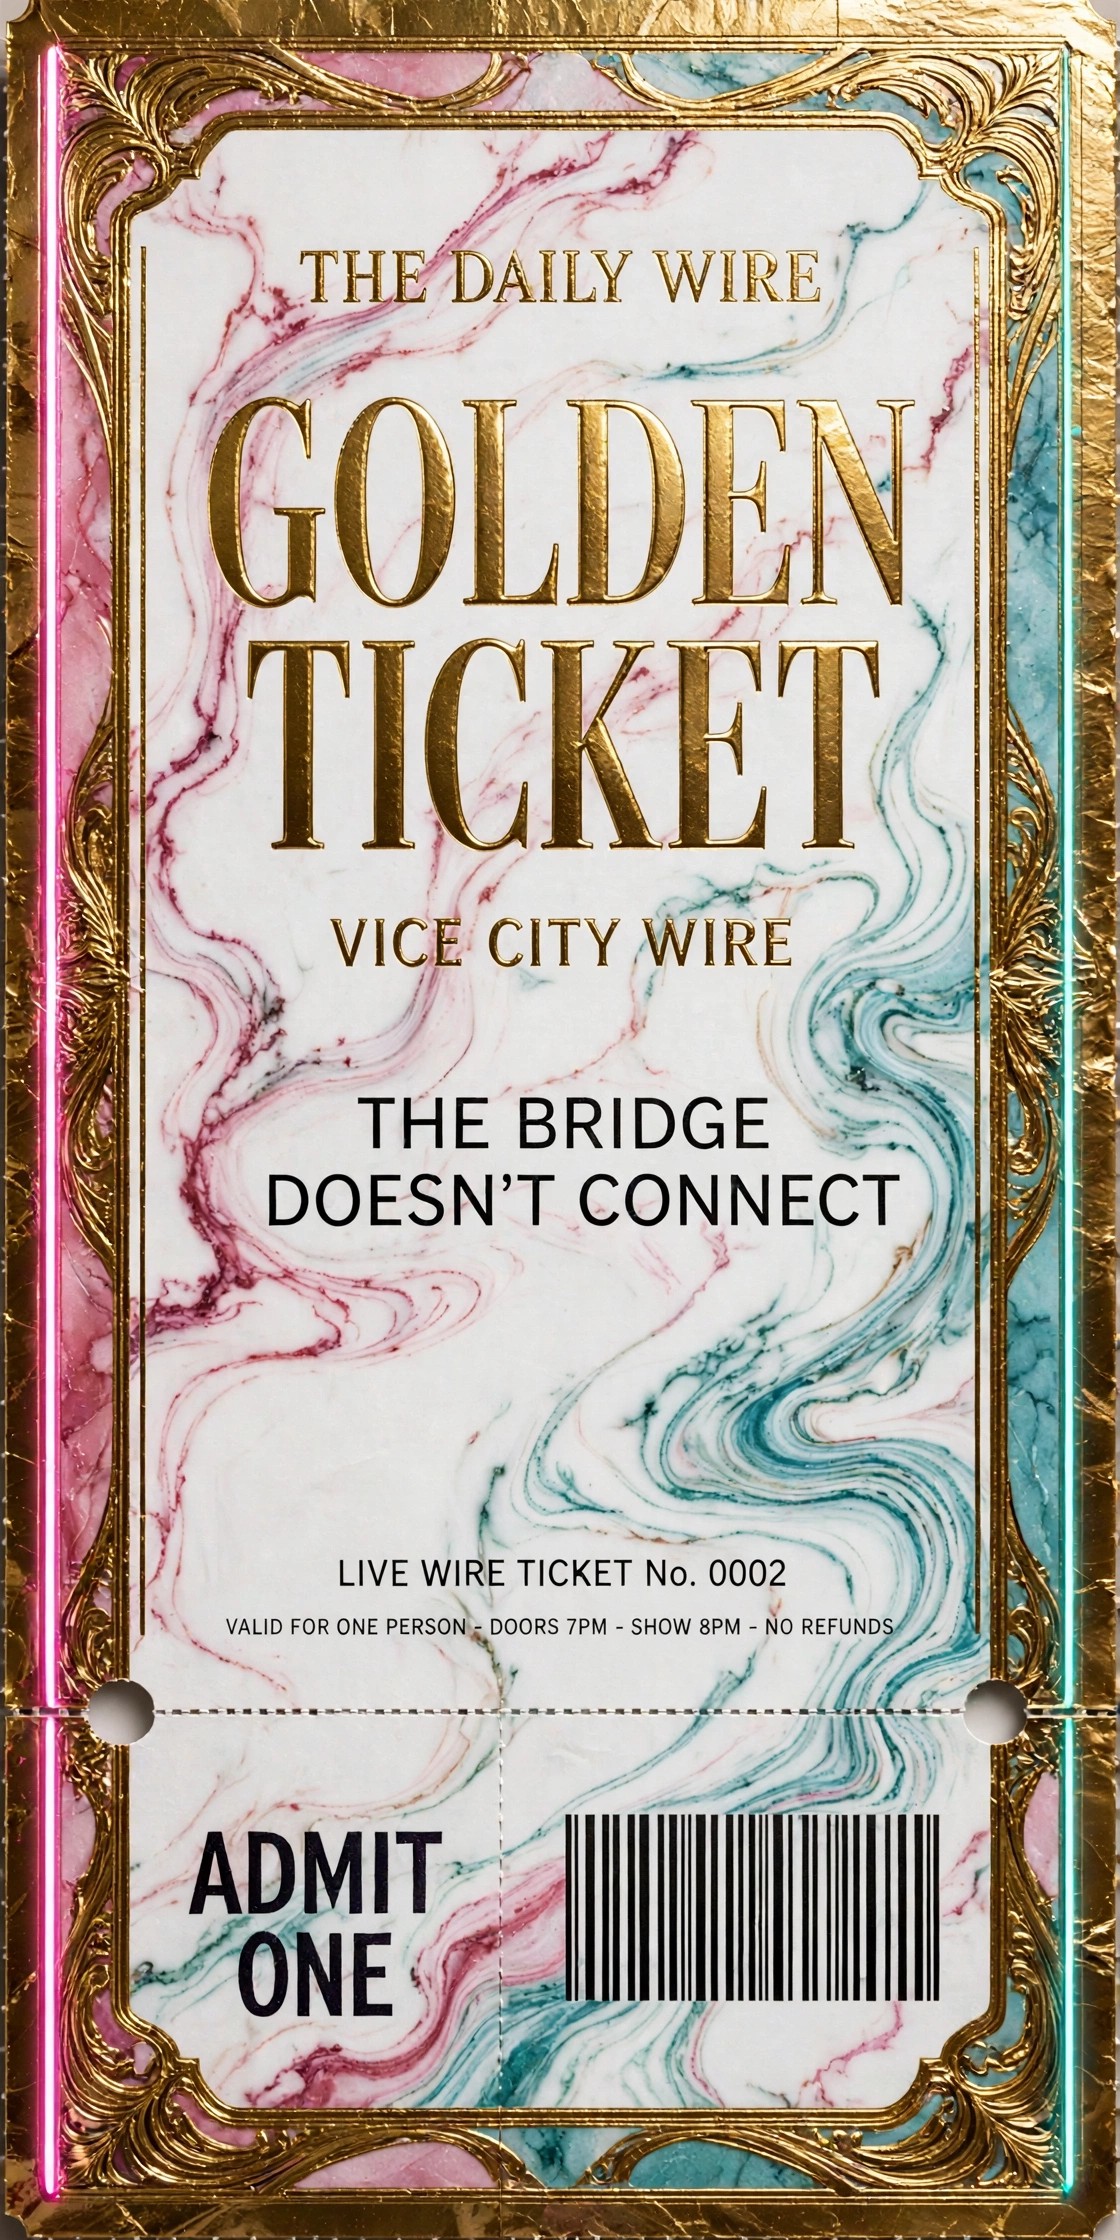 THE DAILY WIRE
GOLDEN
TICKET
VICE CITY WIRE
THE BRIDGE
DOESN'T CONNECT
LIVE WIRE TICKET No. 0002
VALID FOR ONE PERSON - DOORS 7PM - SHOW 8PM - NO REFUNDS
ADMIT
ONE